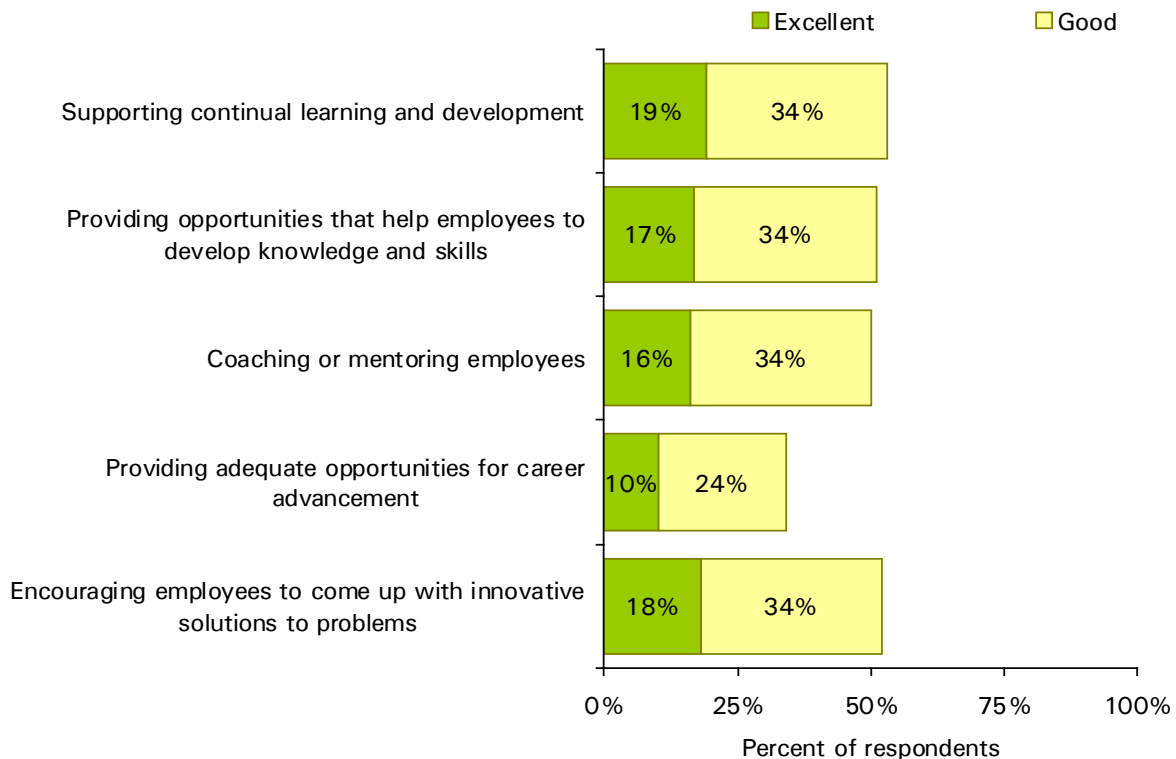 Excellent
Good
Supporting continual learning and development
19%
34%
Providing opportunities that help employees to
develop knowledge and skills
17%
34%
Coaching or mentoring employees
16%
34%
Providing adequate opportunities for career
advancement
10%
24%
Encouraging employees to come up with innovative
solutions to problems
18%
34%
0%
25%
50%
75%
100%
Percent of respondents